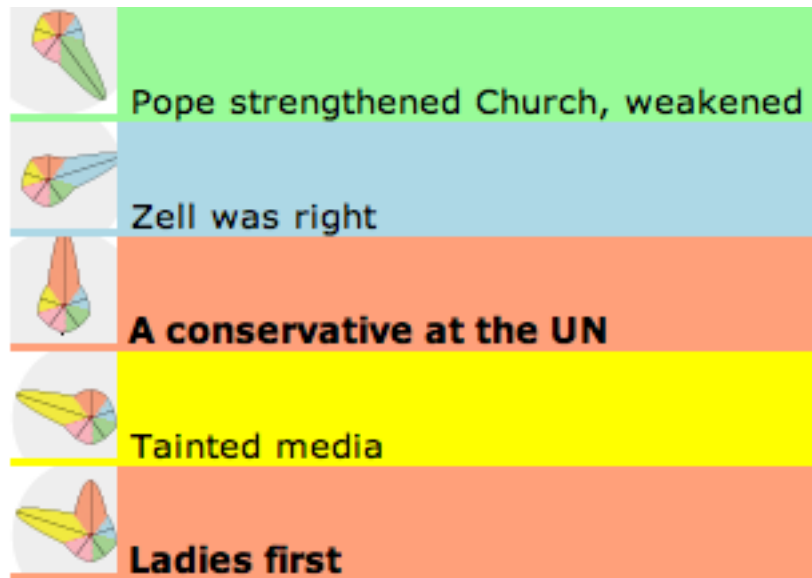 Pope strengthened Church, weakened
Zell was right
A conservative at the UN
Tainted media
Ladies first